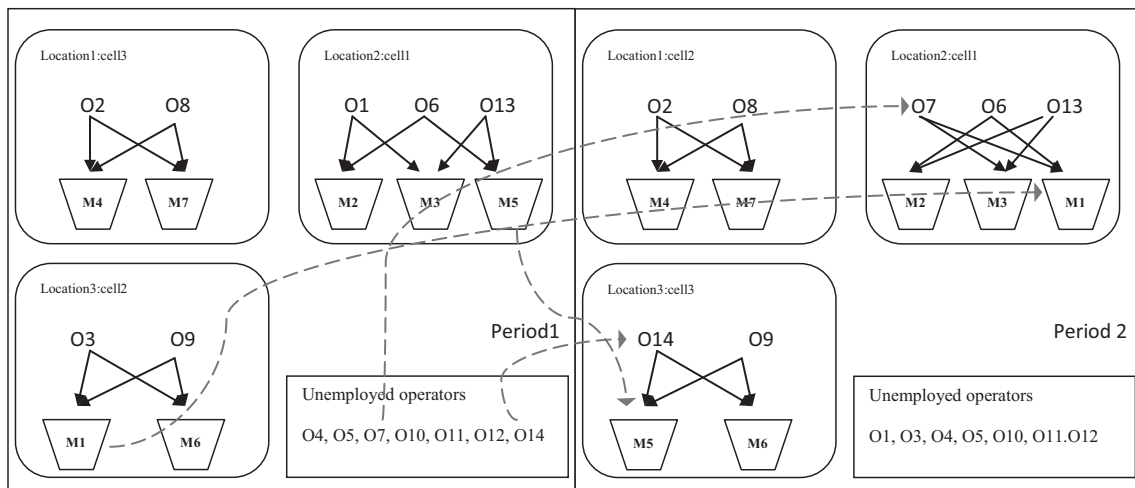 Location1:cell3
O2 O8
M4 M7
Location2:cell1
O1 O6 O13
M2 M3 M5
Location3:cell2
O3 O9
M1 M6
Period1
Unemployed operators
O4, O5, O7, O10, O11, O12, O14
Location1:cell2
O2 O8
M4 M7
Location2:cell1
O7 O6 O13
M2 M3 M1
Location3:cell3
O14 O9
M5 M6
Period 2
Unemployed operators
O1, O3, O4, O5, O10, O11.O12